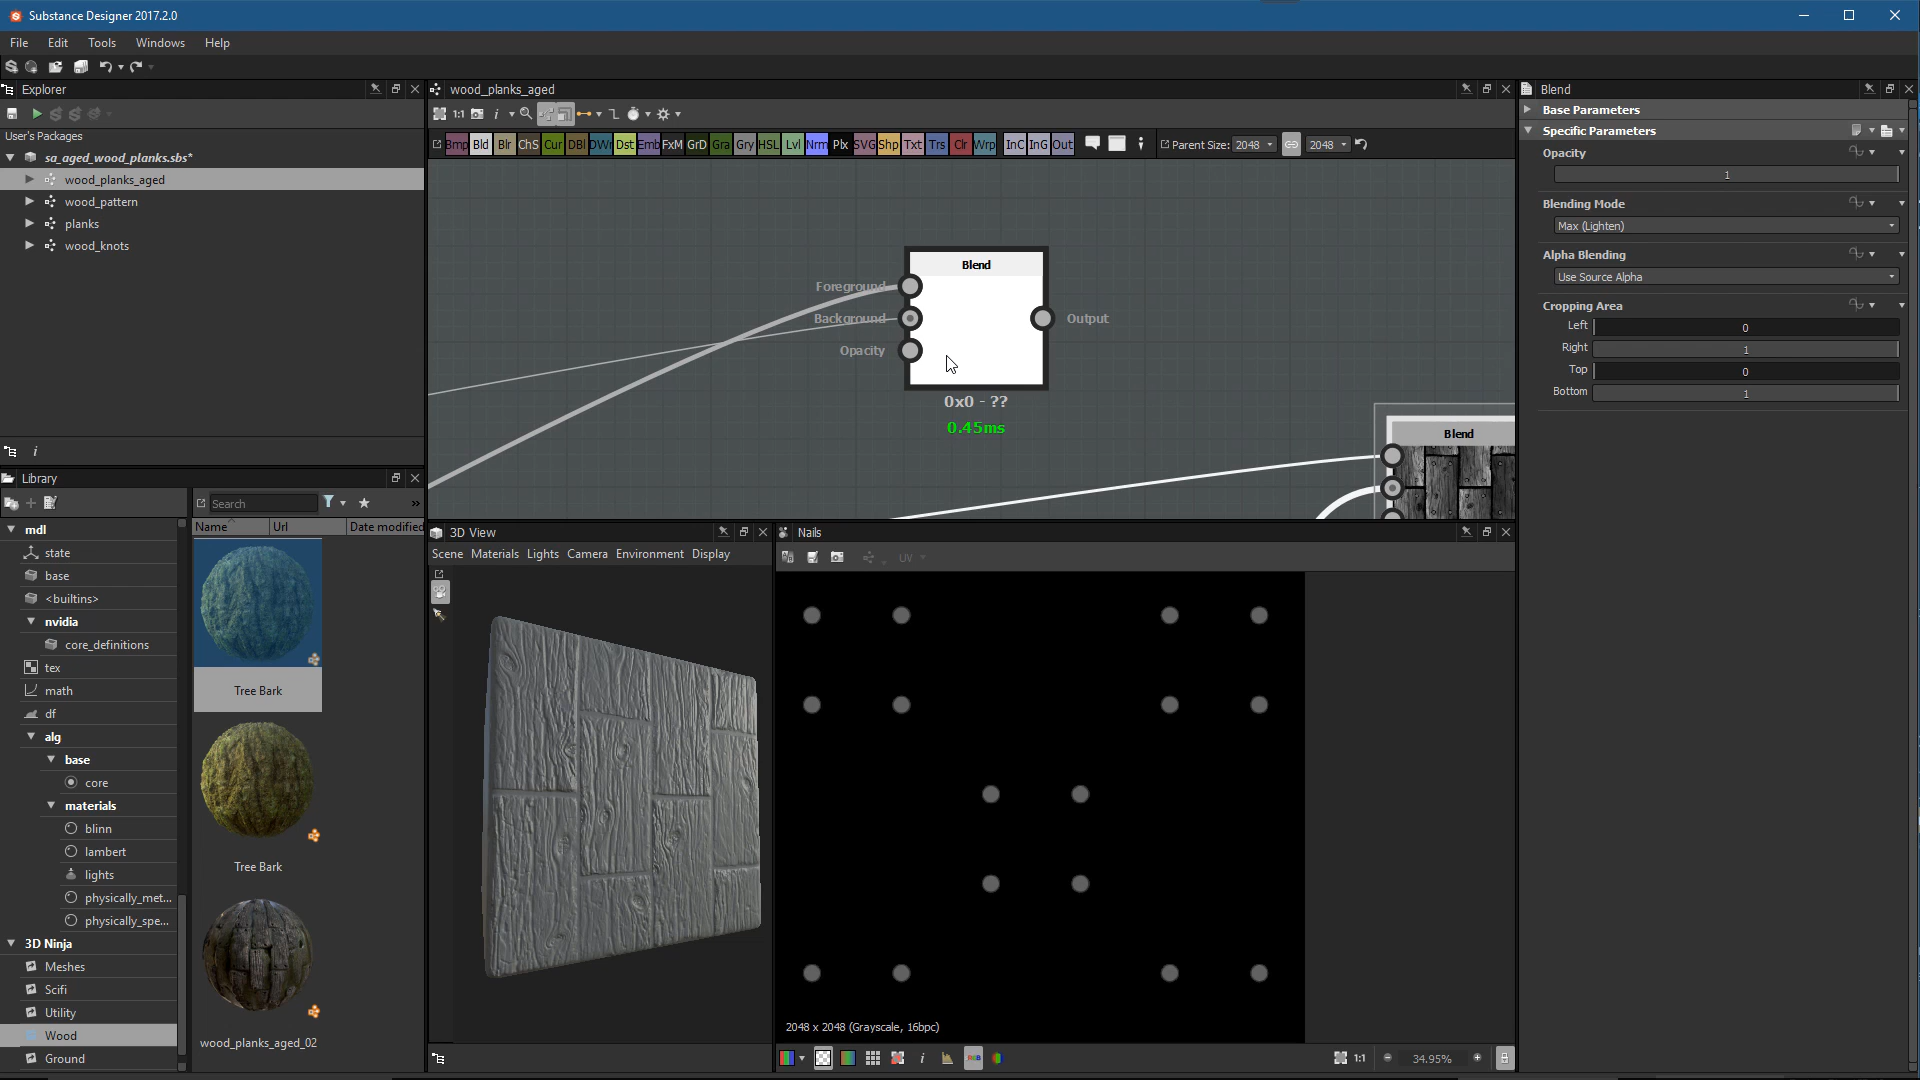 Substance Designer 2017.2.0
File Edit Tools Windows Help
Explorer
User's Packages
sa_aged_wood_planks.sbs*
wood_planks_aged
wood_pattern
planks
wood_knots
Library
Search
Name Url Date modified
mdl
state
base
<builtins>
nvidia
core_definitions
tex
math
df
alg
base
core
materials
blinn
lambert
lights
physically_met...
physically_spe...
3D Ninja
Meshes
Scifi
Utility
Wood
Ground
Tree Bark
Tree Bark
wood_planks_aged_02
wood_planks_aged
1:1
Bmp Bld Blr ChS Cur DBl DWr Dst Emb FxM GrD Gra Gry HSL Lvl Nrm Plx SVG Shp Txt Trs Clr Wrp InC InG Out Parent Size: 2048 2048
Blend
Foreground
Background
Opacity
Output
0x0 - ??
0.45ms
Blend
3D View
Scene Materials Lights Camera Environment Display
Nails
UV
2048 x 2048 (Grayscale, 16bpc)
RGB
1:1
34.95%
Blend
Base Parameters
Specific Parameters
Opacity
1
Blending Mode
Max (Lighten)
Alpha Blending
Use Source Alpha
Cropping Area
Left 0
Right 1
Top 0
Bottom 1